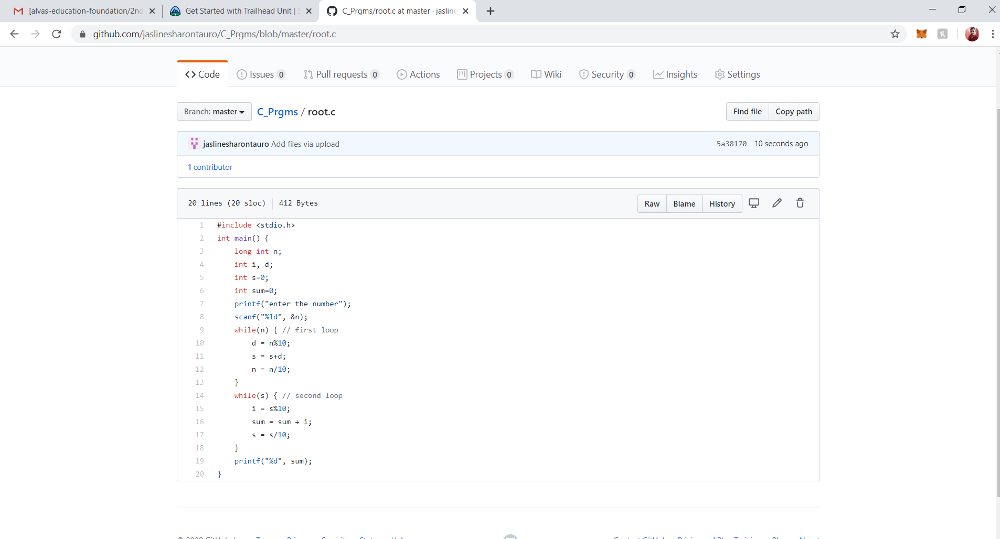 [alvas-education-foundation/2nd
Get Started with Trailhead Unit |
C_Prgms/root.c at master · jasline
github.com/jaslinesharontauro/C_Prgms/blob/master/root.c
Code Issues 0 Pull requests 0 Actions Projects 0 Wiki Security 0 Insights Settings
Branch: master C_Prgms / root.c Find file Copy path
jaslinesharontauro Add files via upload 5a38170 10 seconds ago
1 contributor
20 lines (20 sloc) 412 Bytes Raw Blame History
1 #include <stdio.h>
2 int main() {
3 long int n;
4 int i, d;
5 int s=0;
6 int sum=0;
7 printf("enter the number");
8 scanf("%ld", &n);
9 while(n) { // first loop
10 d = n%10;
11 s = s+d;
12 n = n/10;
13 }
14 while(s) { // second loop
15 i = s%10;
16 sum = sum + i;
17 s = s/10;
18 }
19 printf("%d", sum);
20 }